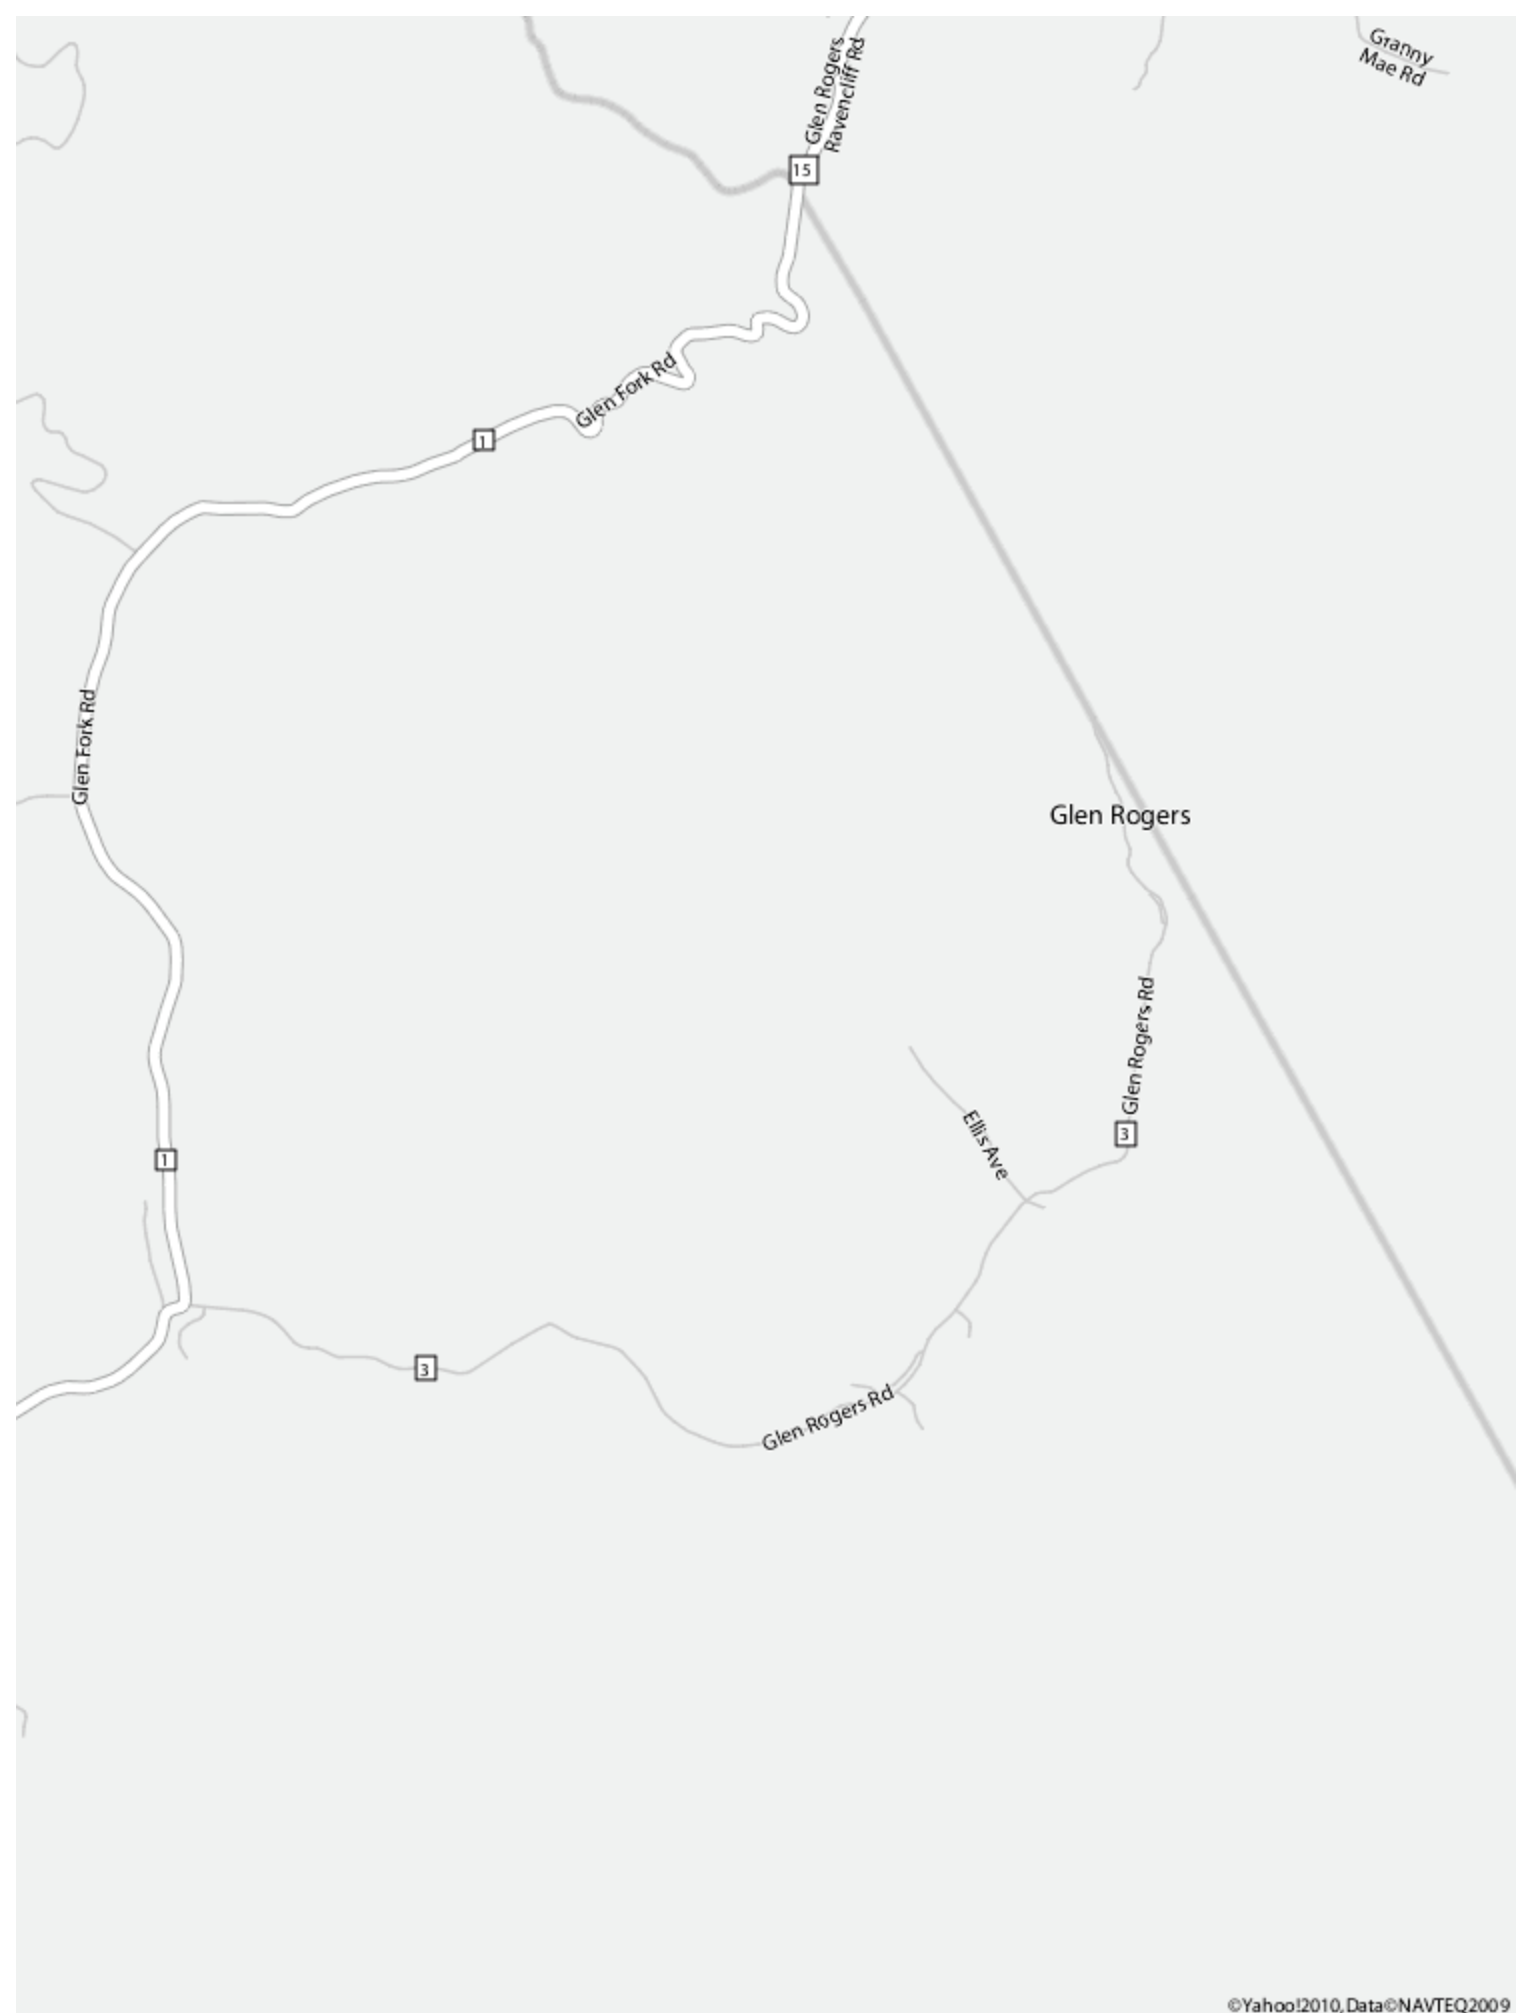 Granny
Mae Rd
Glen Rogers
Ravencliff Rd
15
Glen Fork Rd
1
Glen Fork Rd
Glen Rogers
Glen Rogers Rd
Ellis Ave
3
1
3
Glen Rogers Rd
©Yahoo!2010, Data©NAVTEQ2009